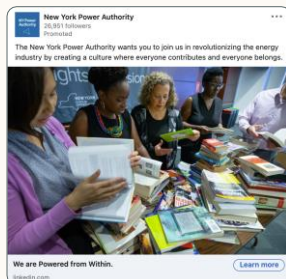 New York Power Authority
26,951 followers
Promoted
The New York Power Authority wants you to join us in revolutionizing the energy
industry by creating a culture where everyone contributes and everyone belongs.
NEW YORK
We are Powered from Within.
Learn more
linkedin.com